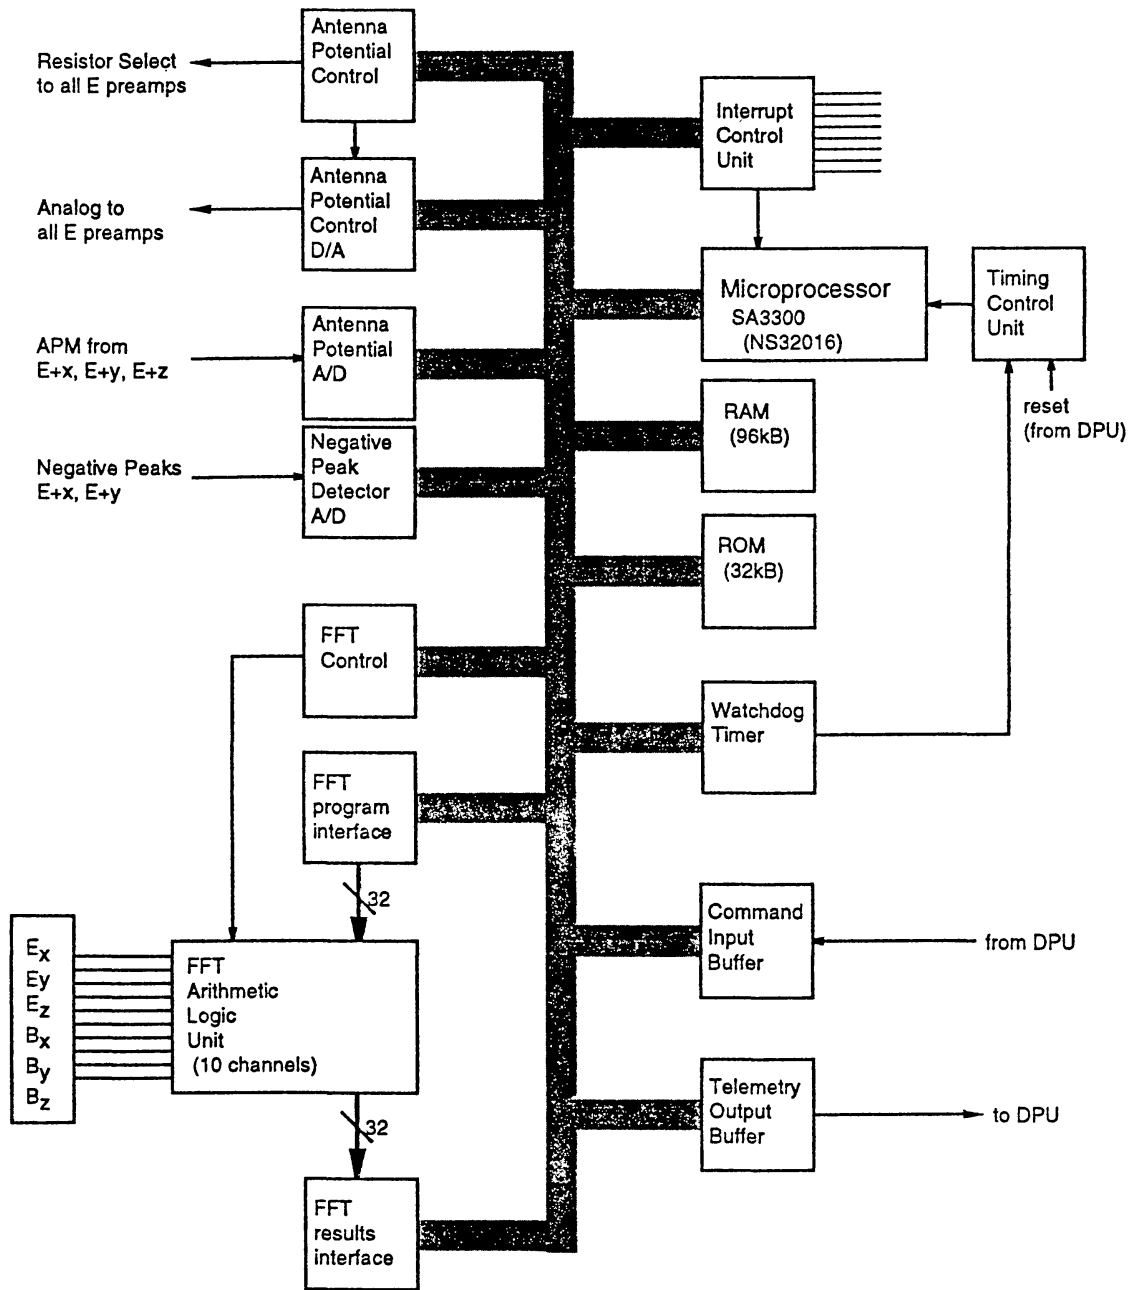 Resistor Select
to all E preamps
Antenna
Potential
Control
Analog to
all E preamps
Antenna
Potential
Control
D/A
APM from
E+x, E+y, E+z
Antenna
Potential
A/D
Negative Peaks
E+x, E+y
Negative
Peak
Detector
A/D
FFT
Control
FFT
program
interface
32
Ex
Ey
Ez
Bx
By
Bz
FFT
Arithmetic
Logic
Unit
(10 channels)
32
FFT
results
interface
Interrupt
Control
Unit
Microprocessor
SA3300
(NS32016)
Timing
Control
Unit
reset
(from DPU)
RAM
(96kB)
ROM
(32kB)
Watchdog
Timer
Command
Input
Buffer
from DPU
Telemetry
Output
Buffer
to DPU